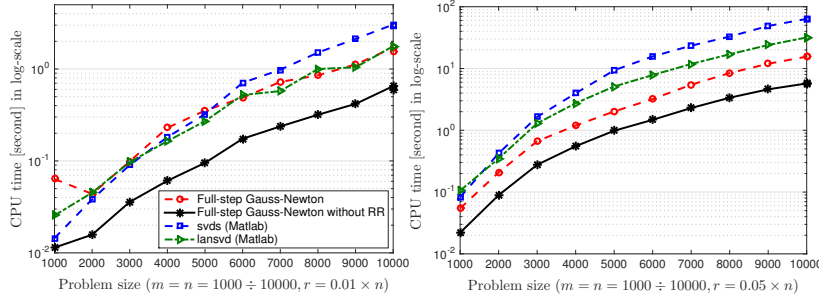 CPU time [second] in log-scale
10^0
10^-1
10^-2
1000 2000 3000 4000 5000 6000 7000 8000 9000 10000
Problem size (m = n = 1000 ÷ 10000, r = 0.01 × n)
Full-step Gauss-Newton
Full-step Gauss-Newton without RR
svds (Matlab)
lansvd (Matlab)
CPU time [second] in log-scale
10^2
10^1
10^0
10^-1
10^-2
1000 2000 3000 4000 5000 6000 7000 8000 9000 10000
Problem size (m = n = 1000 ÷ 10000, r = 0.05 × n)